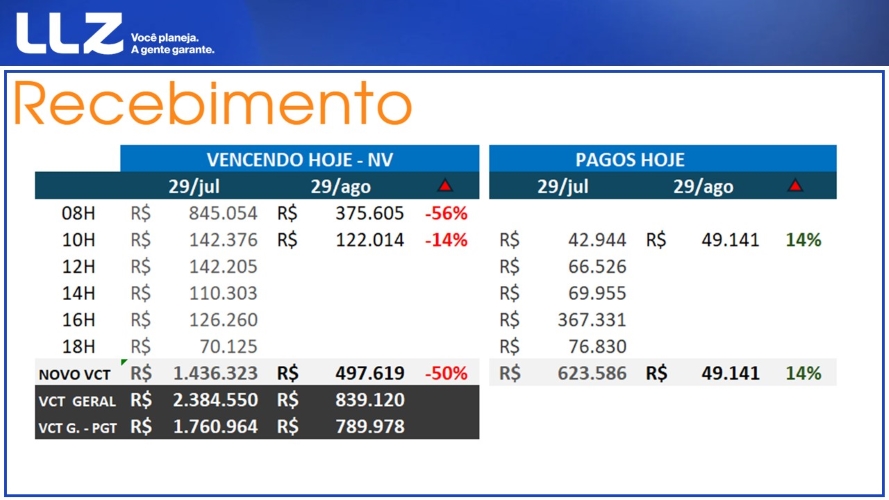 LLZ
Você planeja.
A gente garante.
Recebimento
VENCENDO HOJE - NV PAGOS HOJE
29/jul 29/ago 29/jul 29/ago
08H R$ 845.054 R$ 375.605 -56%
10H R$ 142.376 R$ 122.014 -14% R$ 42.944 R$ 49.141 14%
12H R$ 142.205 R$ 66.526
14H R$ 110.303 R$ 69.955
16H R$ 126.260 R$ 367.331
18H R$ 70.125 R$ 76.830
NOVO VCT R$ 1.436.323 R$ 497.619 -50% R$ 623.586 R$ 49.141 14%
VCT GERAL R$ 2.384.550 R$ 839.120
VCT G. - PGT R$ 1.760.964 R$ 789.978